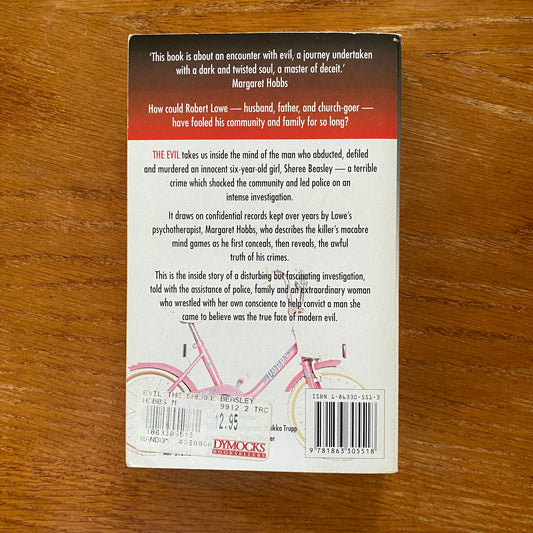 'This book is about an encounter with evil, a journey undertaken
with a dark and twisted soul, a master of deceit.'
Margaret Hobbs
How could Robert Lowe — husband, father, and church-goer —
have fooled his community and family for so long?
THE EVIL takes us inside the mind of the man who abducted, defiled
and murdered an innocent six-year-old girl, Sheree Beasley — a terrible
crime which shocked the community and led police on an
intense investigation.
It draws on confidential records kept over years by Lowe's
psychotherapist, Margaret Hobbs, who describes the killer's macabre
mind games as he first conceals, then reveals, the awful
truth of his crimes.
This is the inside story of a disturbing but fascinating investigation,
told with the assistance of police, family and an extraordinary woman
who wrestled with her own conscience to help convict a man she
came to believe was the true face of modern evil.
EVIL THE SHEREE BEASLEY
HOBBS M
9912 2 TRC
12.95
1863305513
RANDOM
DYMOCKS
BOOKSELLERS
Trupp
ISBN 1-86330-551-3
9 781863 305518